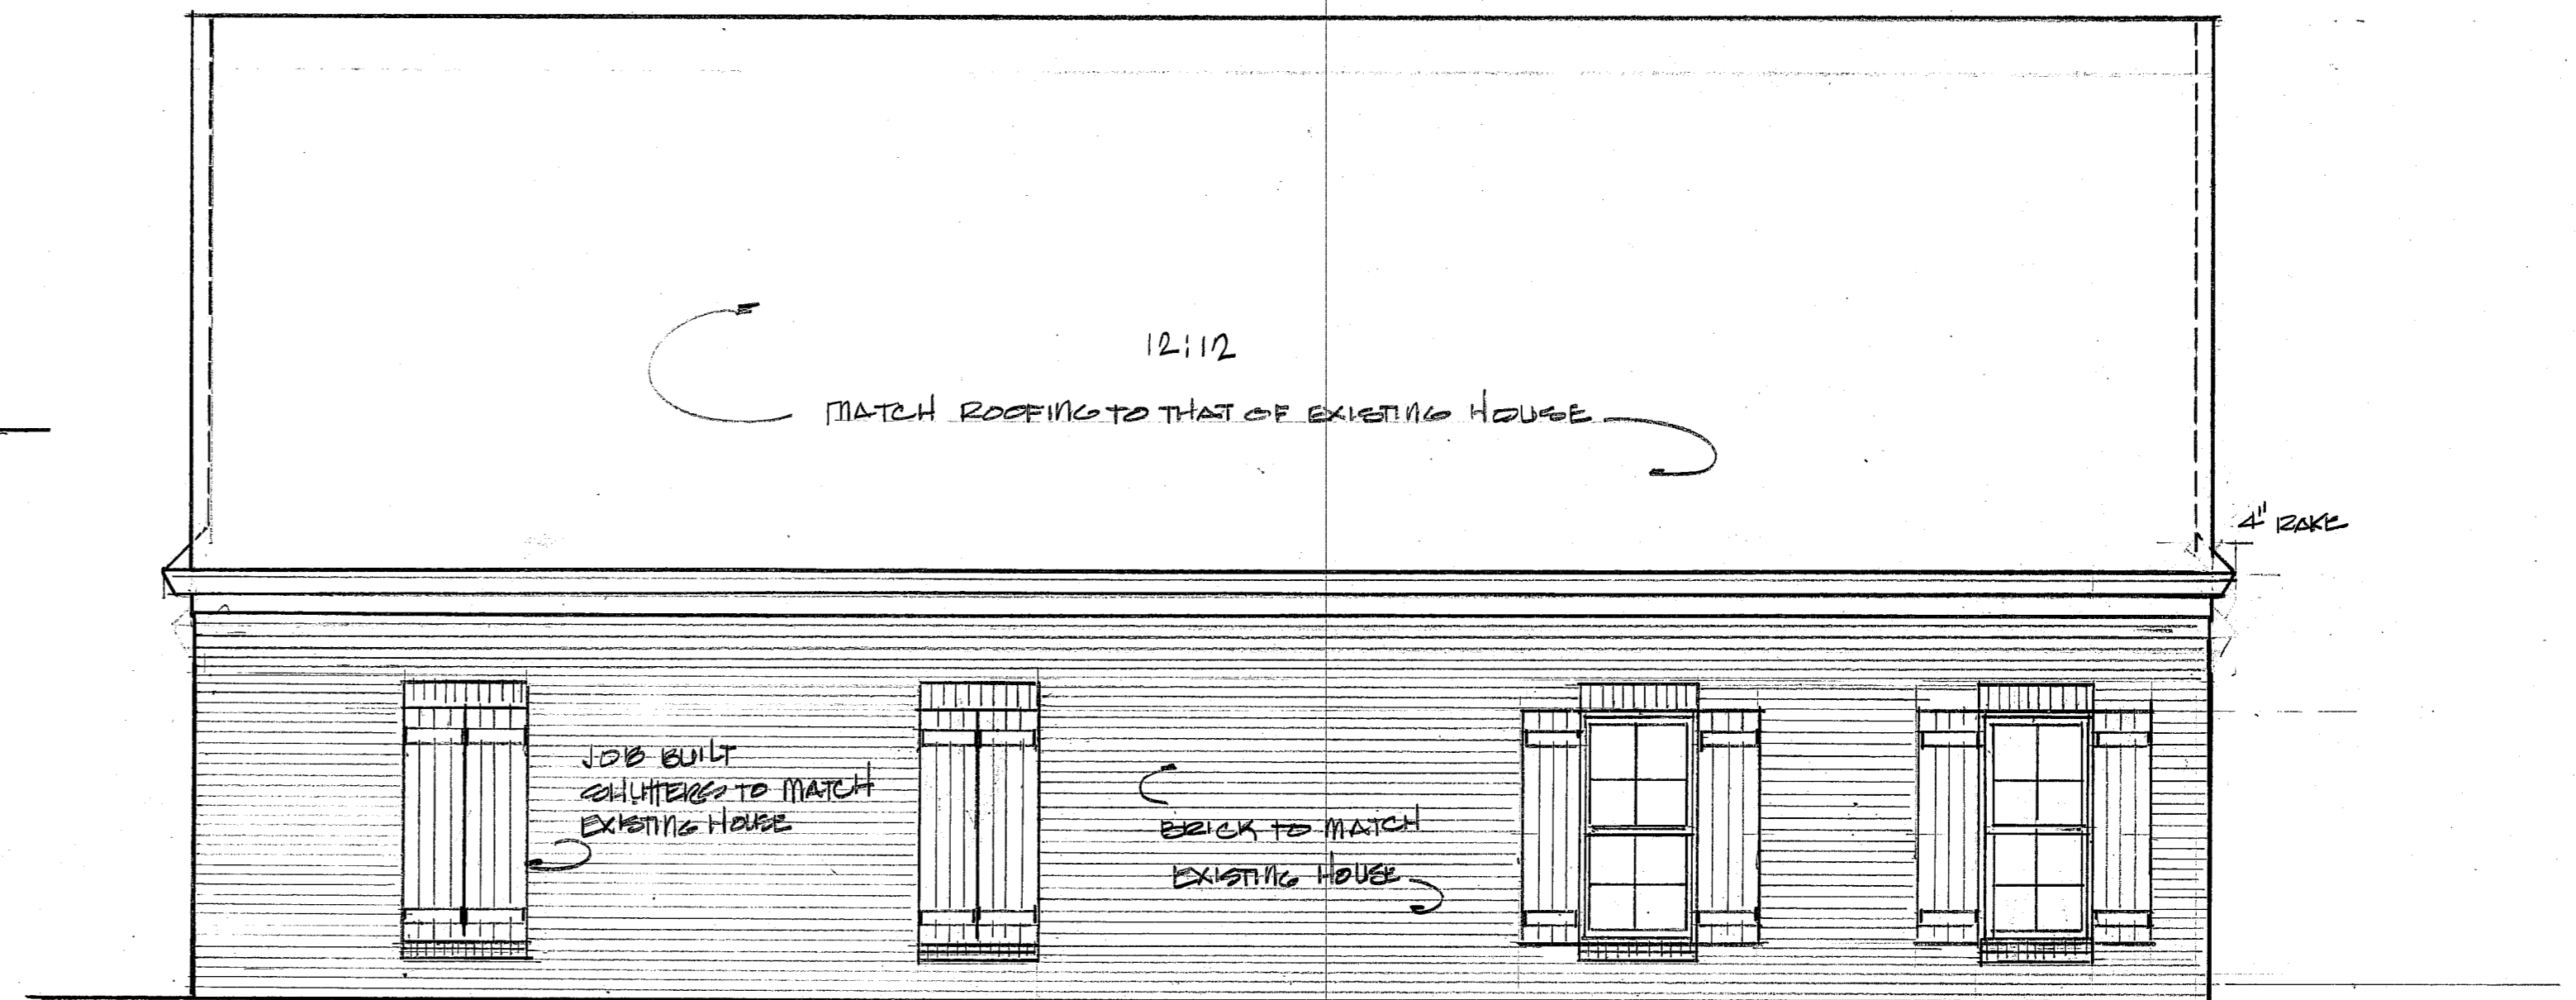 12:12
MATCH ROOFING TO THAT OF EXISTING HOUSE
4" RAKE
JOB BUILT
SHUTTERS TO MATCH
EXISTING HOUSE
BRICK TO MATCH
EXISTING HOUSE